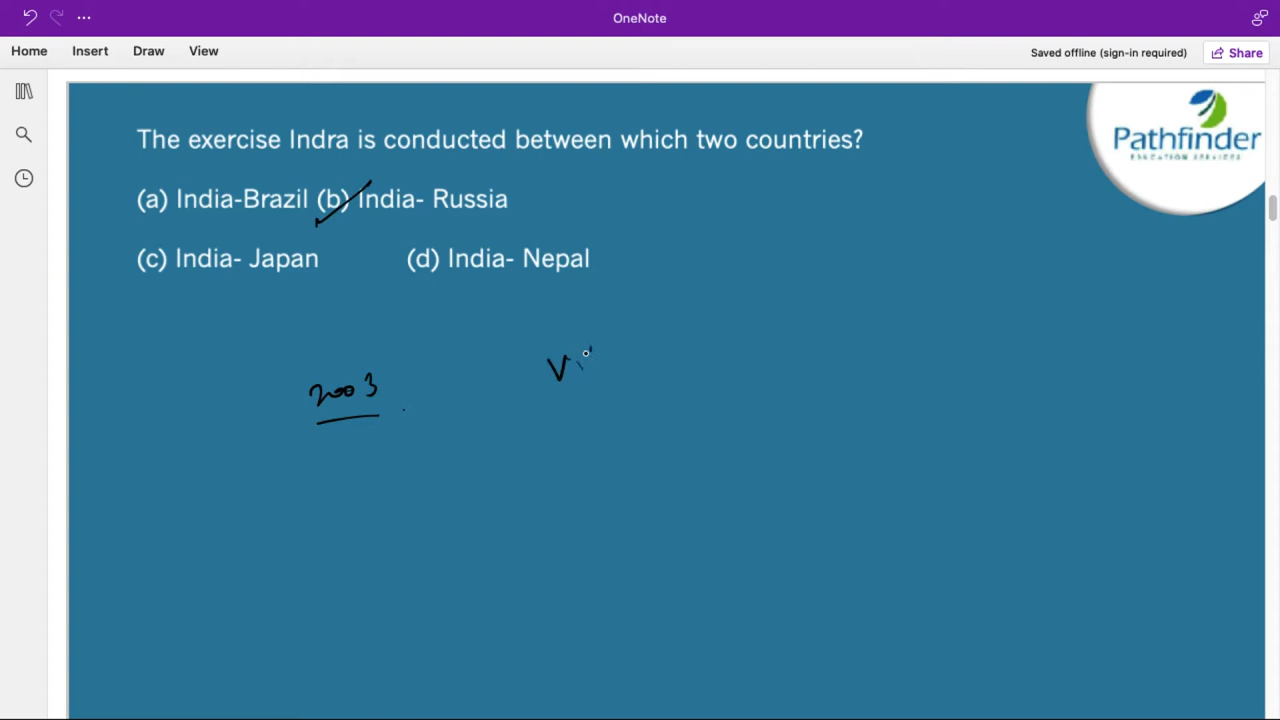 OneNote
Home Insert Draw View
Saved offline (sign-in required) Share
Pathfinder
EDUCATION SERVICES
The exercise Indra is conducted between which two countries?
(a) India-Brazil (b) India- Russia
(c) India- Japan (d) India- Nepal
2003